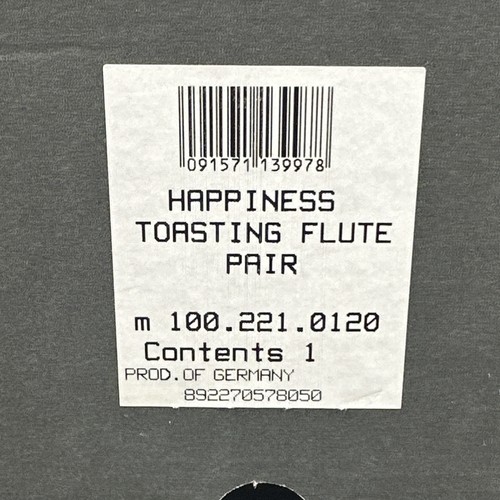 091571 139978
HAPPINESS
TOASTING FLUTE
PAIR
m 100.221.0120
Contents 1
PROD.OF GERMANY
892270578050